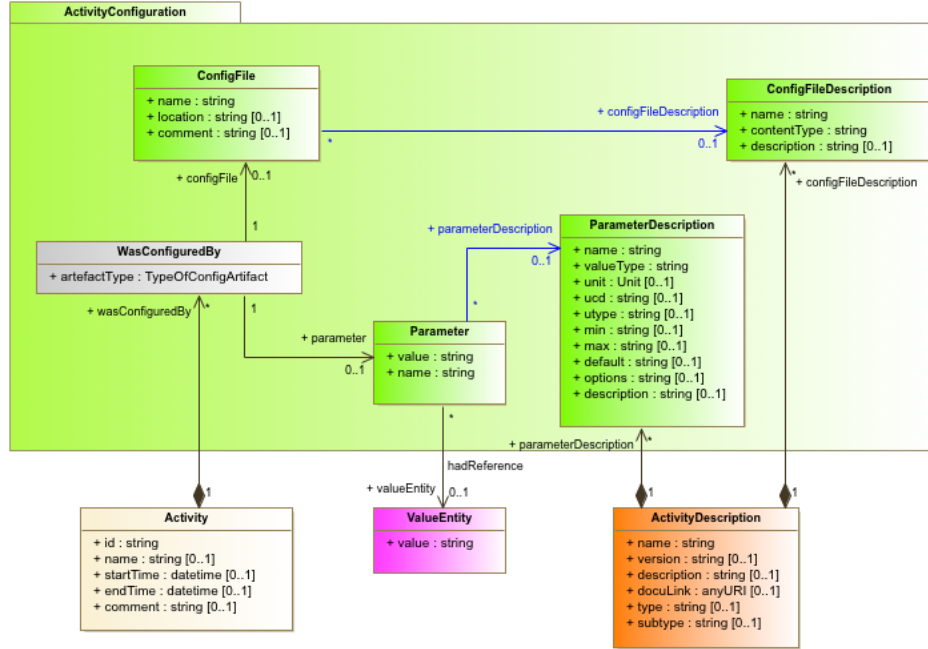 ActivityConfiguration
ConfigFile
+ name : string
+ location : string [0..1]
+ comment : string [0..1]
+ configFileDescription
*
0..1
ConfigFileDescription
+ name : string
+ contentType : string
+ description : string [0..1]
+ configFile
0..1
1
*
+ configFileDescription
WasConfiguredBy
+ artefactType : TypeOfConfigArtifact
+ wasConfiguredBy
*
1
+ parameter
0..1
+ parameterDescription
0..1
*
Parameter
+ value : string
+ name : string
ParameterDescription
+ name : string
+ valueType : string
+ unit : Unit [0..1]
+ ucd : string [0..1]
+ utype : string [0..1]
+ min : string [0..1]
+ max : string [0..1]
+ default : string [0..1]
+ options : string [0..1]
+ description : string [0..1]
*
+ parameterDescription
*
hadReference
+ valueEntity
0..1
1
1
1
Activity
+ id : string
+ name : string [0..1]
+ startTime : datetime [0..1]
+ endTime : datetime [0..1]
+ comment : string [0..1]
ValueEntity
+ value : string
ActivityDescription
+ name : string
+ version : string [0..1]
+ description : string [0..1]
+ docuLink : anyURI [0..1]
+ type : string [0..1]
+ subtype : string [0..1]